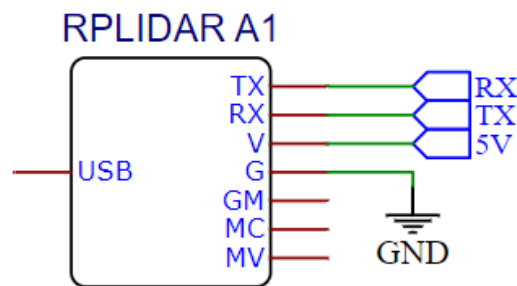 RPLIDAR A1
TX RX
RX TX
V 5V
USB G
GM
MC
MV GND